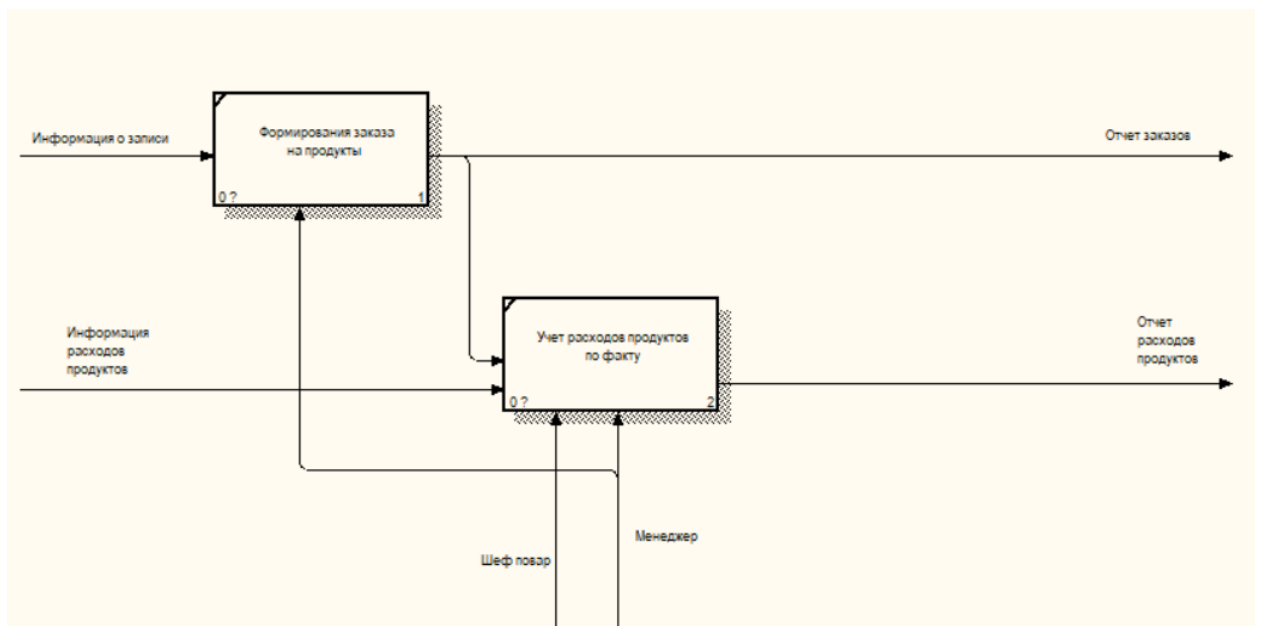 Информация о записи
Формирования заказа
на продукты
0 ?
1
Отчет заказов
Информация
расходов
продуктов
Учет расходов продуктов
по факту
0 ?
2
Отчет
расходов
продуктов
Шеф повар
Менеджер